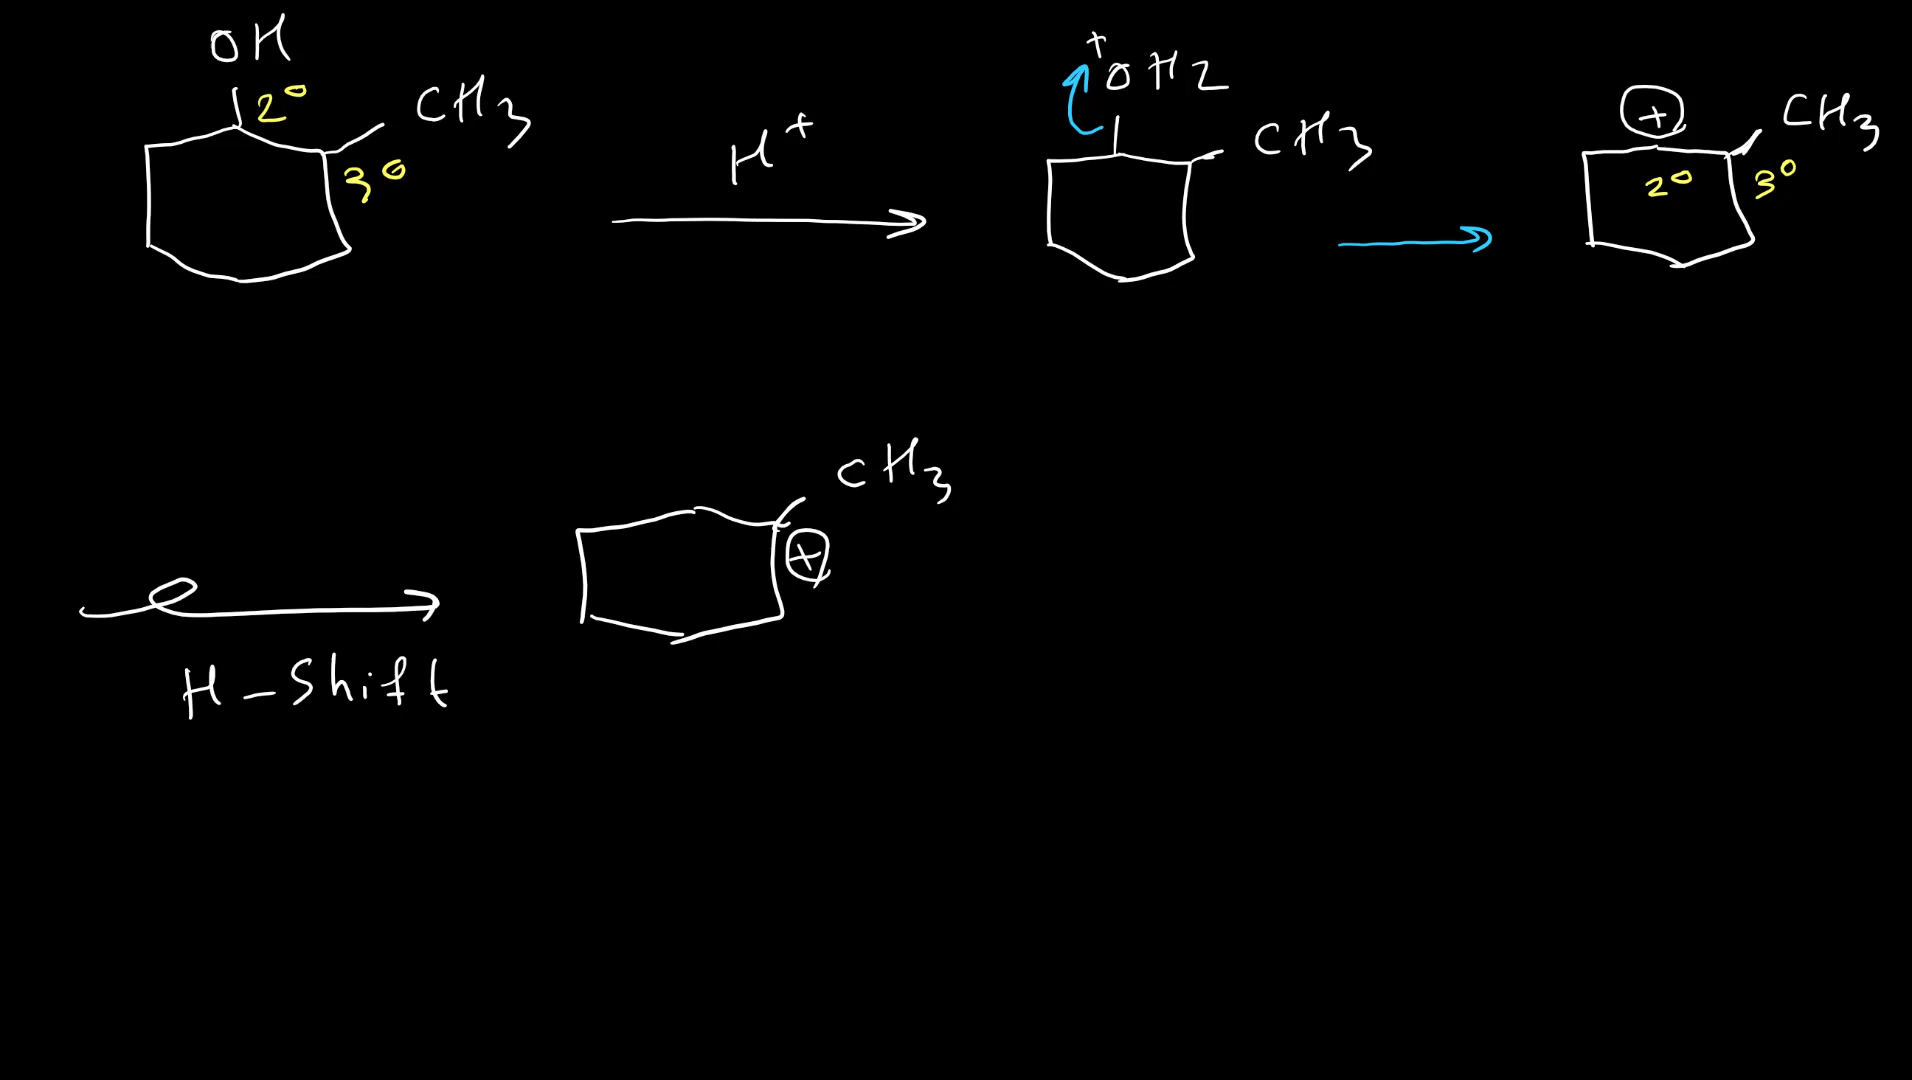 OH
2° CH3
3°
H+
+
OH2
CH3
+
CH3
2° 3°
CH3
+
H-Shift